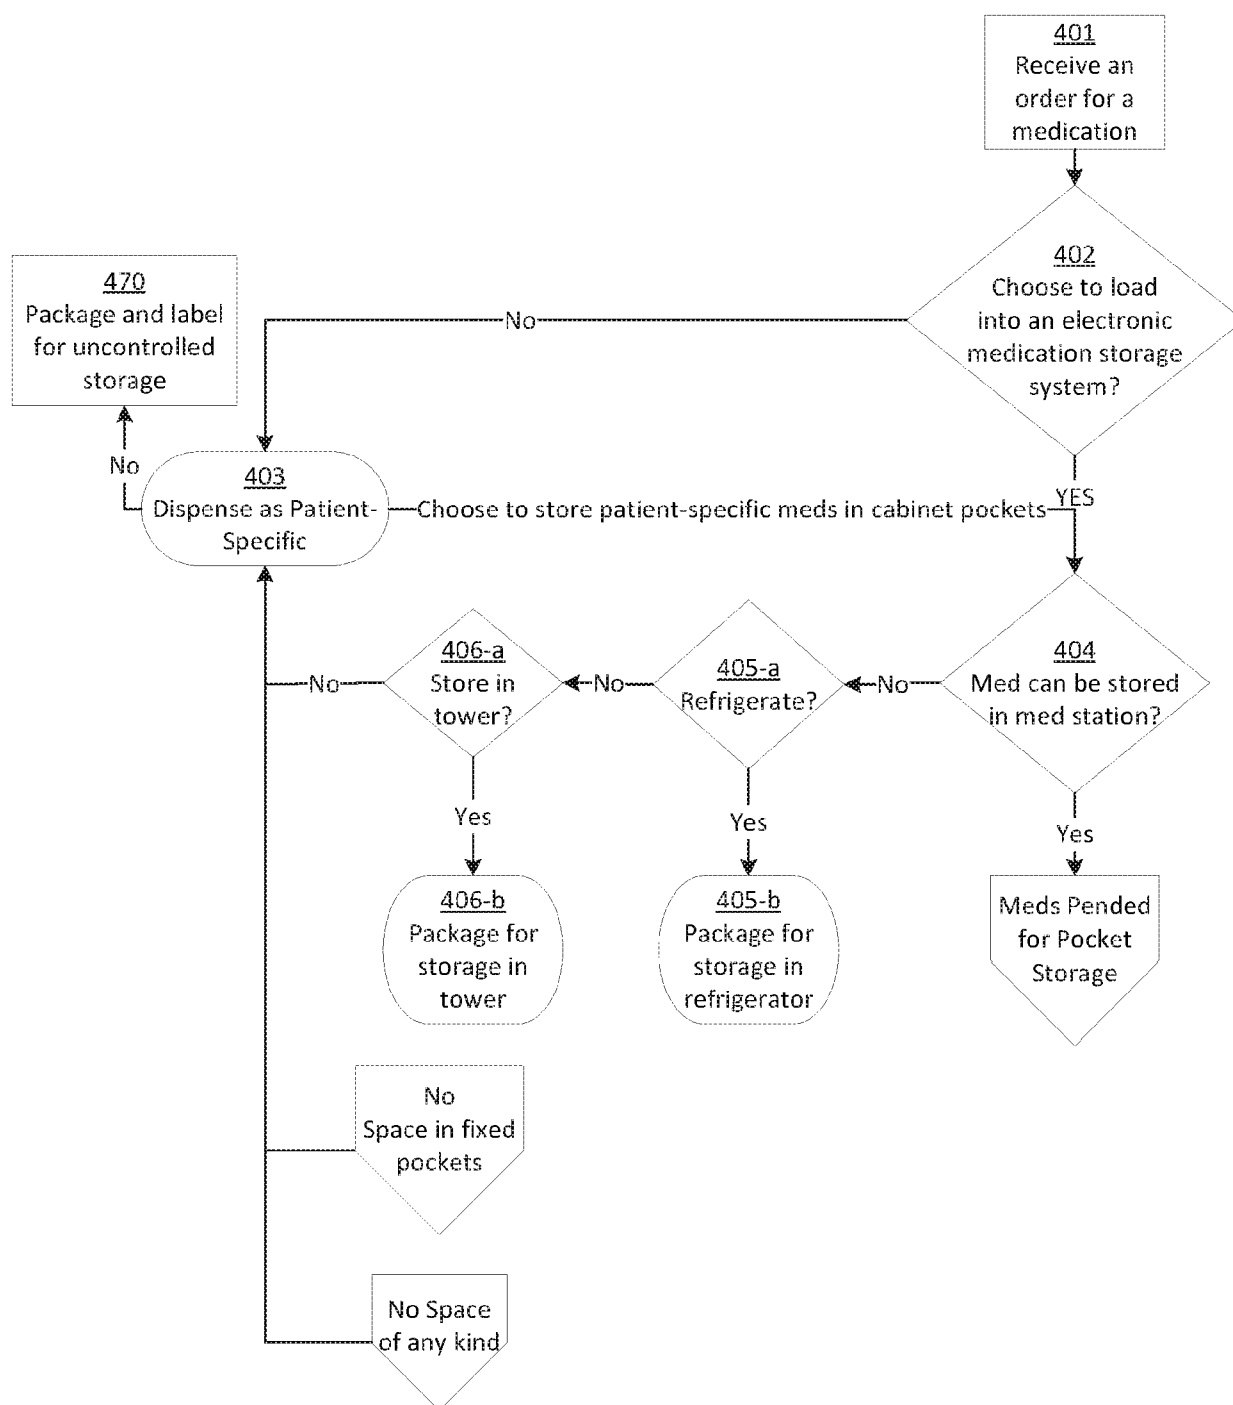 401
Receive an
order for a
medication
402
Choose to load
into an electronic
medication storage
system?
No
YES
470
Package and label
for uncontrolled
storage
No
403
Dispense as Patient-
Specific
Choose to store patient-specific meds in cabinet pockets
404
Med can be stored
in med station?
No
405-a
Refrigerate?
No
406-a
Store in
tower?
No
Yes
Yes
Yes
406-b
Package for
storage in
tower
405-b
Package for
storage in
refrigerator
Meds Pended
for Pocket
Storage
No
Space in fixed
pockets
No Space
of any kind